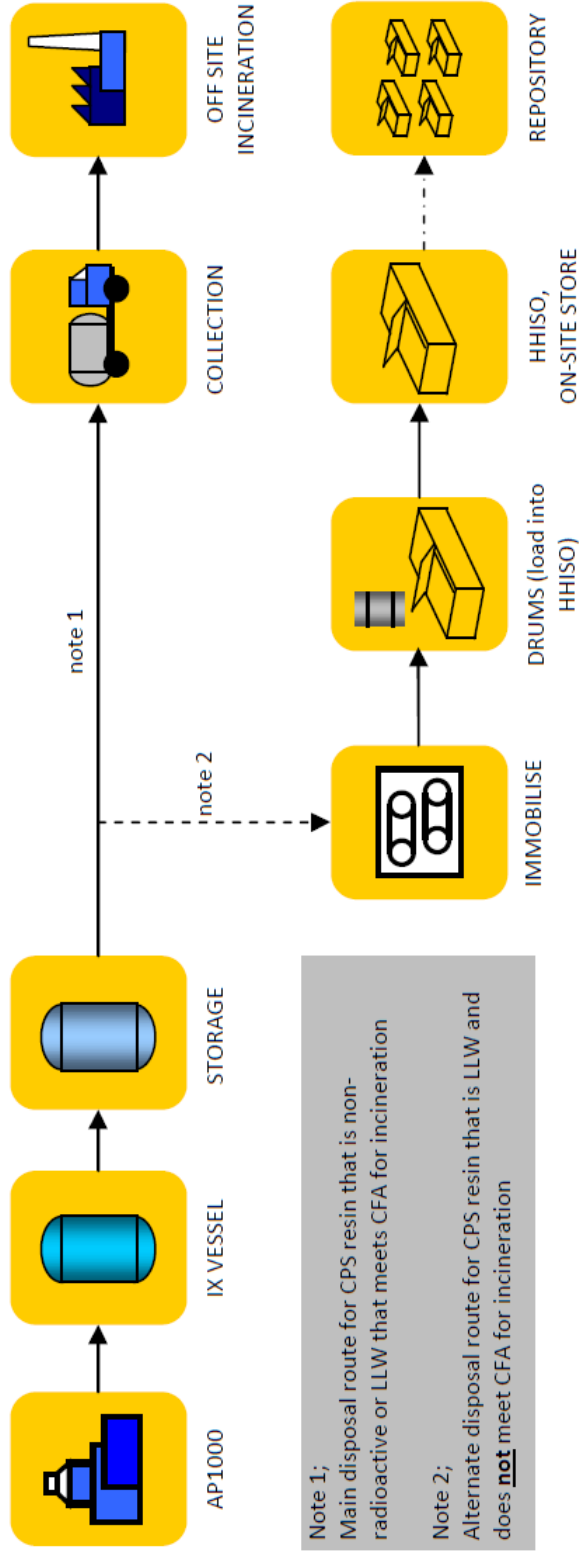 AP1000
IX VESSEL
STORAGE
note 1
COLLECTION
OFF SITE
INCINERATION
note 2
IMMOBILISE
DRUMS (load into
HHISO)
HHISO,
ON-SITE STORE
REPOSITORY
Note 1;
Main disposal route for CPS resin that is non-
radioactive or LLW that meets CFA for incineration
Note 2;
Alternate disposal route for CPS resin that is LLW and
does not meet CFA for incineration